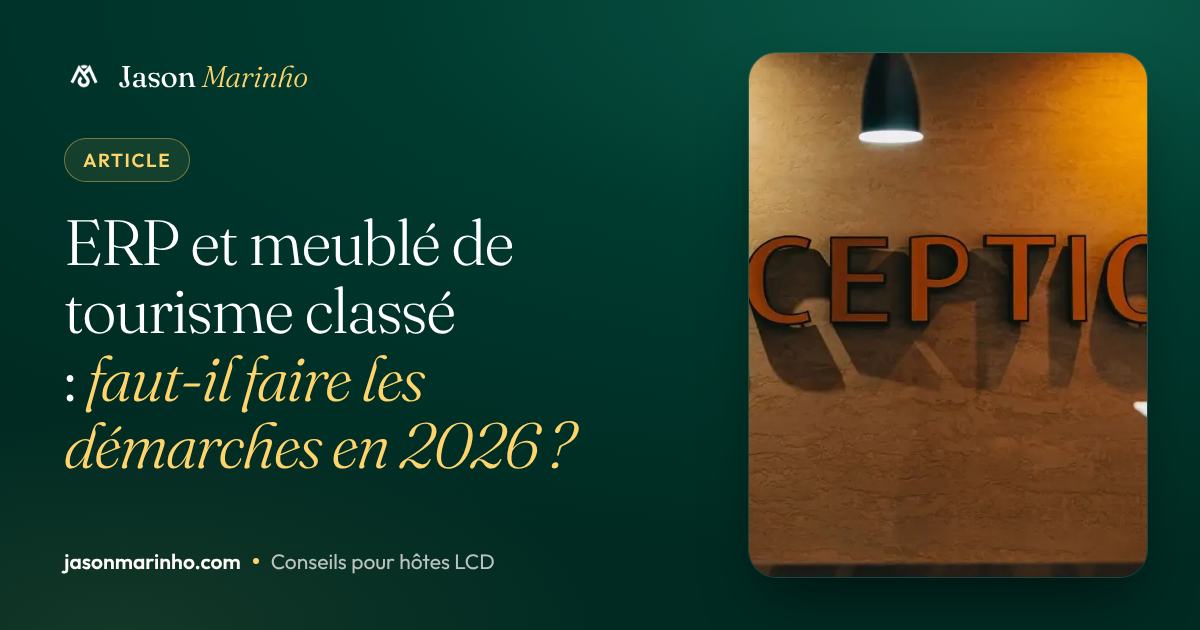 Jason Marinho
ARTICLE
ERP et meublé de
tourisme classé
: faut-il faire les
démarches en 2026 ?
jasonmarinho.com • Conseils pour hôtes LCD
CEPTIO